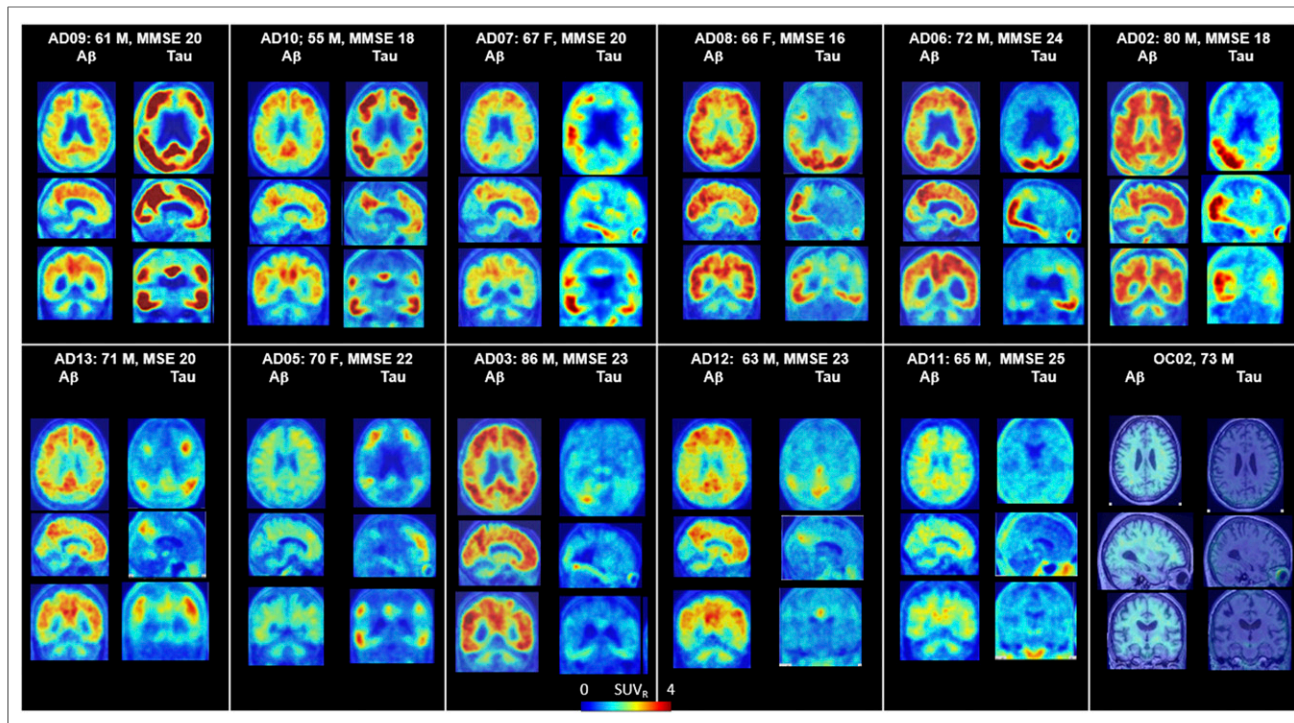 AD09: 61 M, MMSE 20
Aβ Tau
AD10; 55 M, MMSE 18
Aβ Tau
AD07: 67 F, MMSE 20
Aβ Tau
AD08: 66 F, MMSE 16
Aβ Tau
AD06: 72 M, MMSE 24
Aβ Tau
AD02: 80 M, MMSE 18
Aβ Tau
AD13: 71 M, MSE 20
Aβ Tau
AD05: 70 F, MMSE 22
Aβ Tau
AD03: 86 M, MMSE 23
Aβ Tau
AD12: 63 M, MMSE 23
Aβ Tau
AD11: 65 M, MMSE 25
Aβ Tau
OC02, 73 M
Aβ Tau
0 SUVR 4